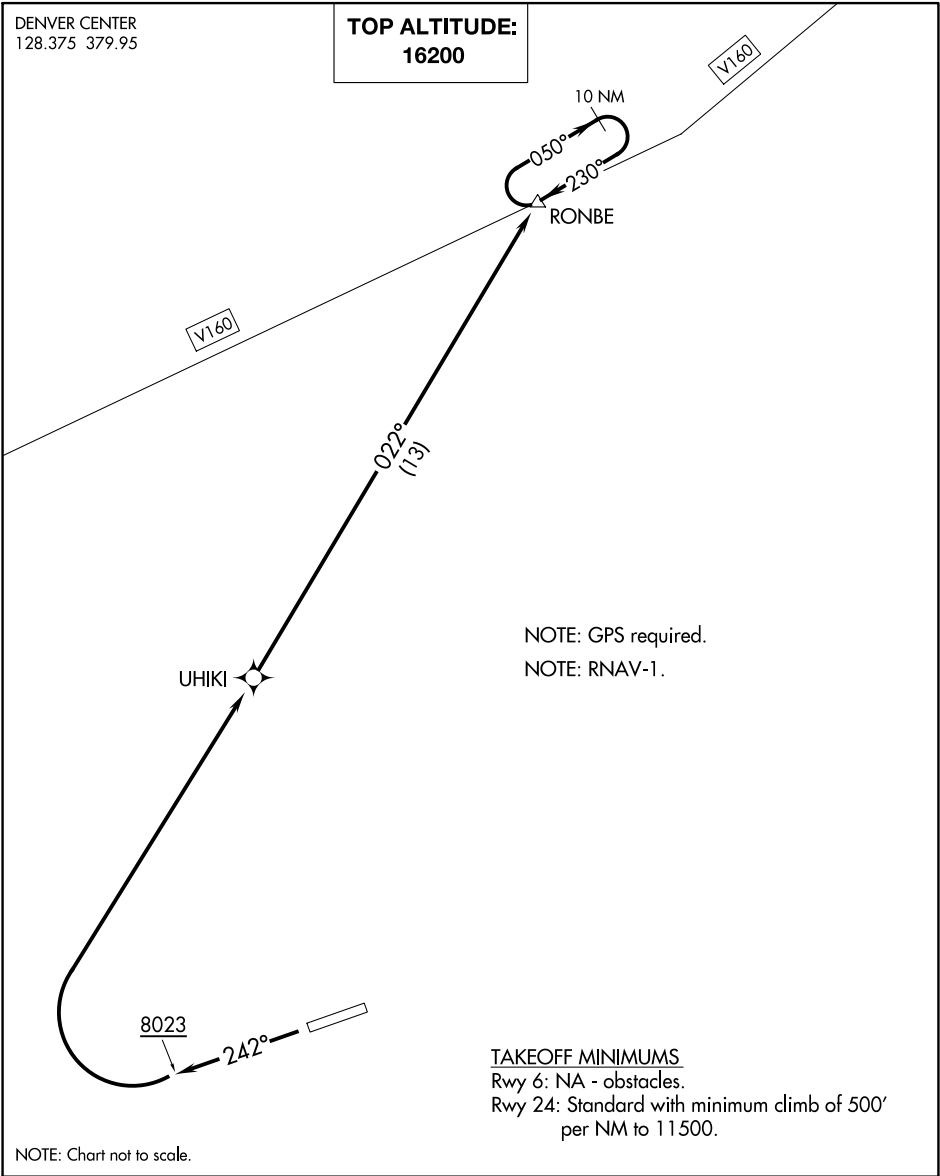 DENVER CENTER
128.375 379.95
TOP ALTITUDE:
16200
V160
10 NM
050°
230°
RONBE
V160
022°
(13)
NOTE: GPS required.
NOTE: RNAV-1.
UHIKI
8023
242°
TAKEOFF MINIMUMS
Rwy 6: NA - obstacles.
Rwy 24: Standard with minimum climb of 500'
per NM to 11500.
NOTE: Chart not to scale.